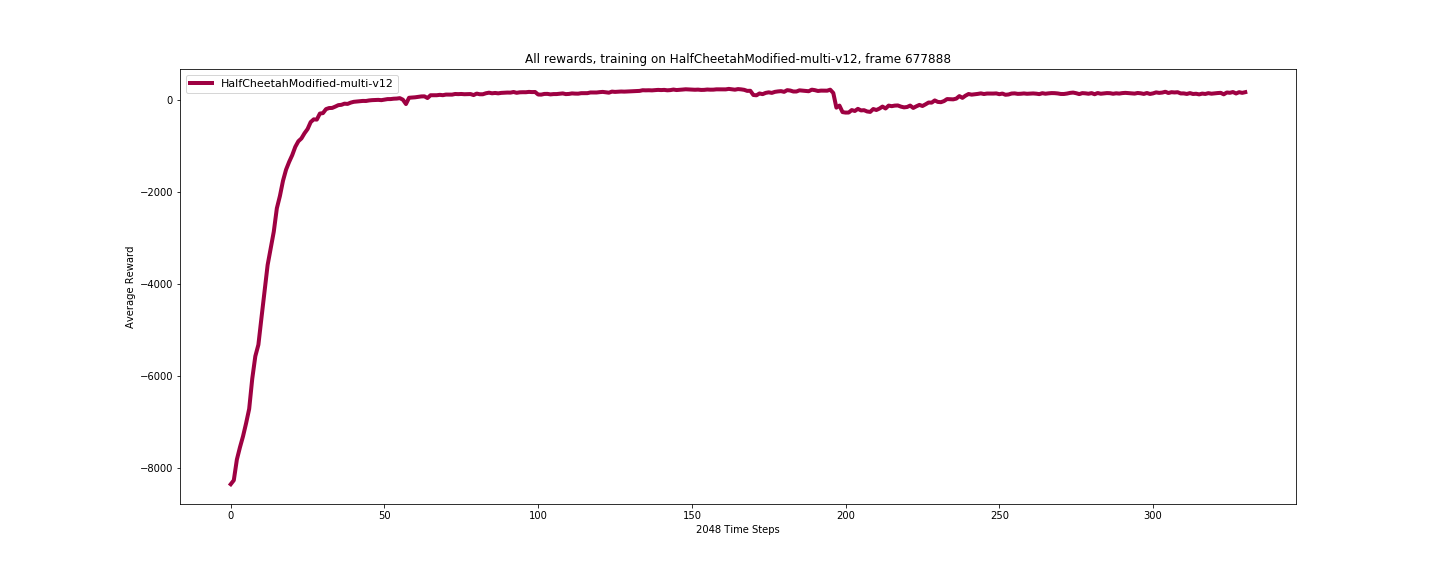 All rewards, training on HalfCheetahModified-multi-v12, frame 677888
HalfCheetahModified-multi-v12
0
−2000
−4000
−6000
−8000
Average Reward
0 50 100 150 200 250 300
2048 Time Steps